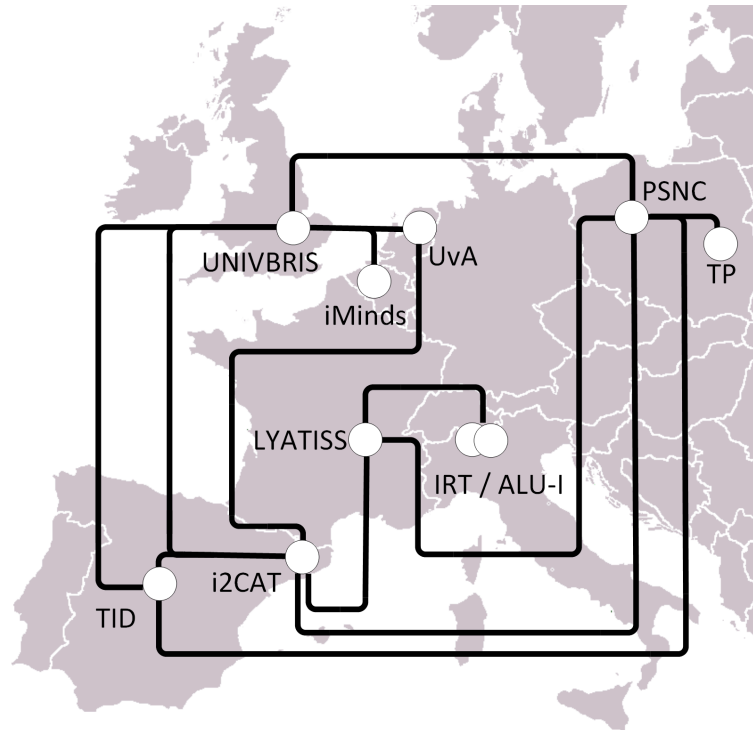 PSNC
UNIVBRIS
UvA
TP
iMinds
LYATISS
IRT / ALU-I
i2CAT
TID